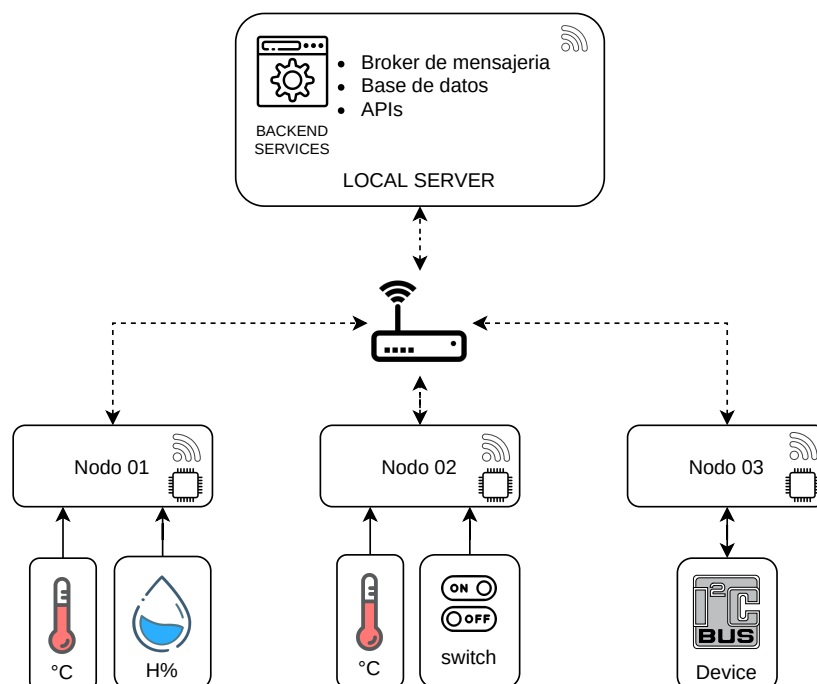 Broker de mensajeria
Base de datos
APIs
BACKEND
SERVICES
LOCAL SERVER
Nodo 01
Nodo 02
Nodo 03
°C
H%
°C
ON
OFF
switch
I²C
BUS
Device